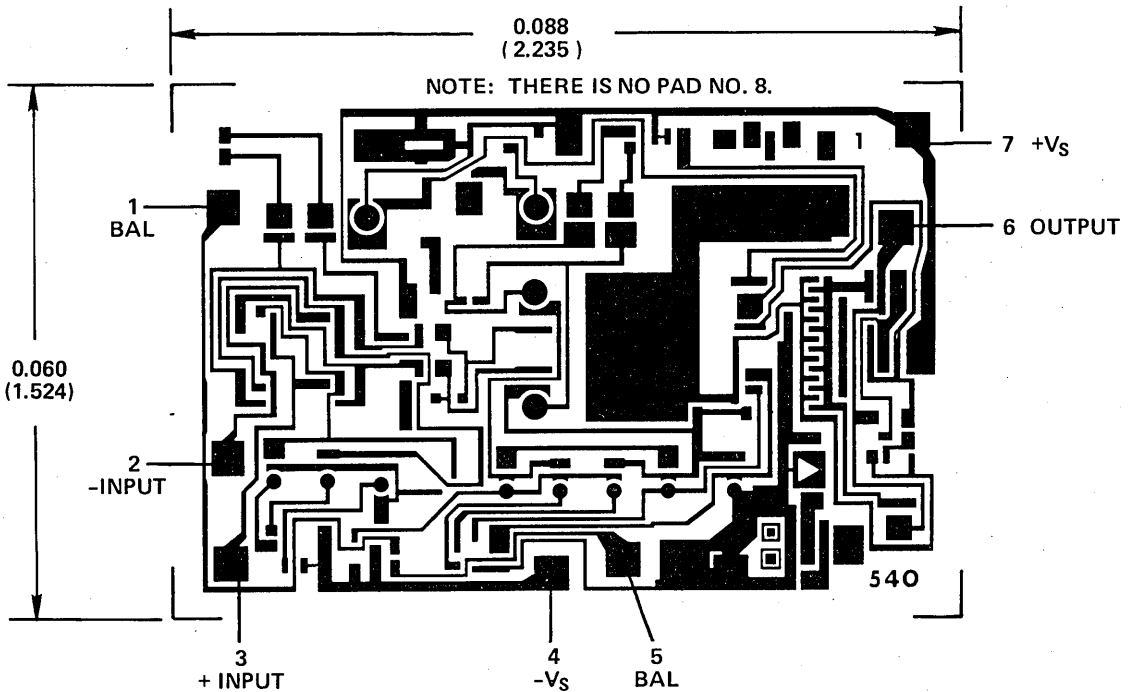 0.088
(2.235)
NOTE: THERE IS NO PAD NO. 8.
1
7 +VS
1
BAL
6 OUTPUT
0.060
(1.524)
2
-INPUT
540
3
+ INPUT
4
-VS
5
BAL